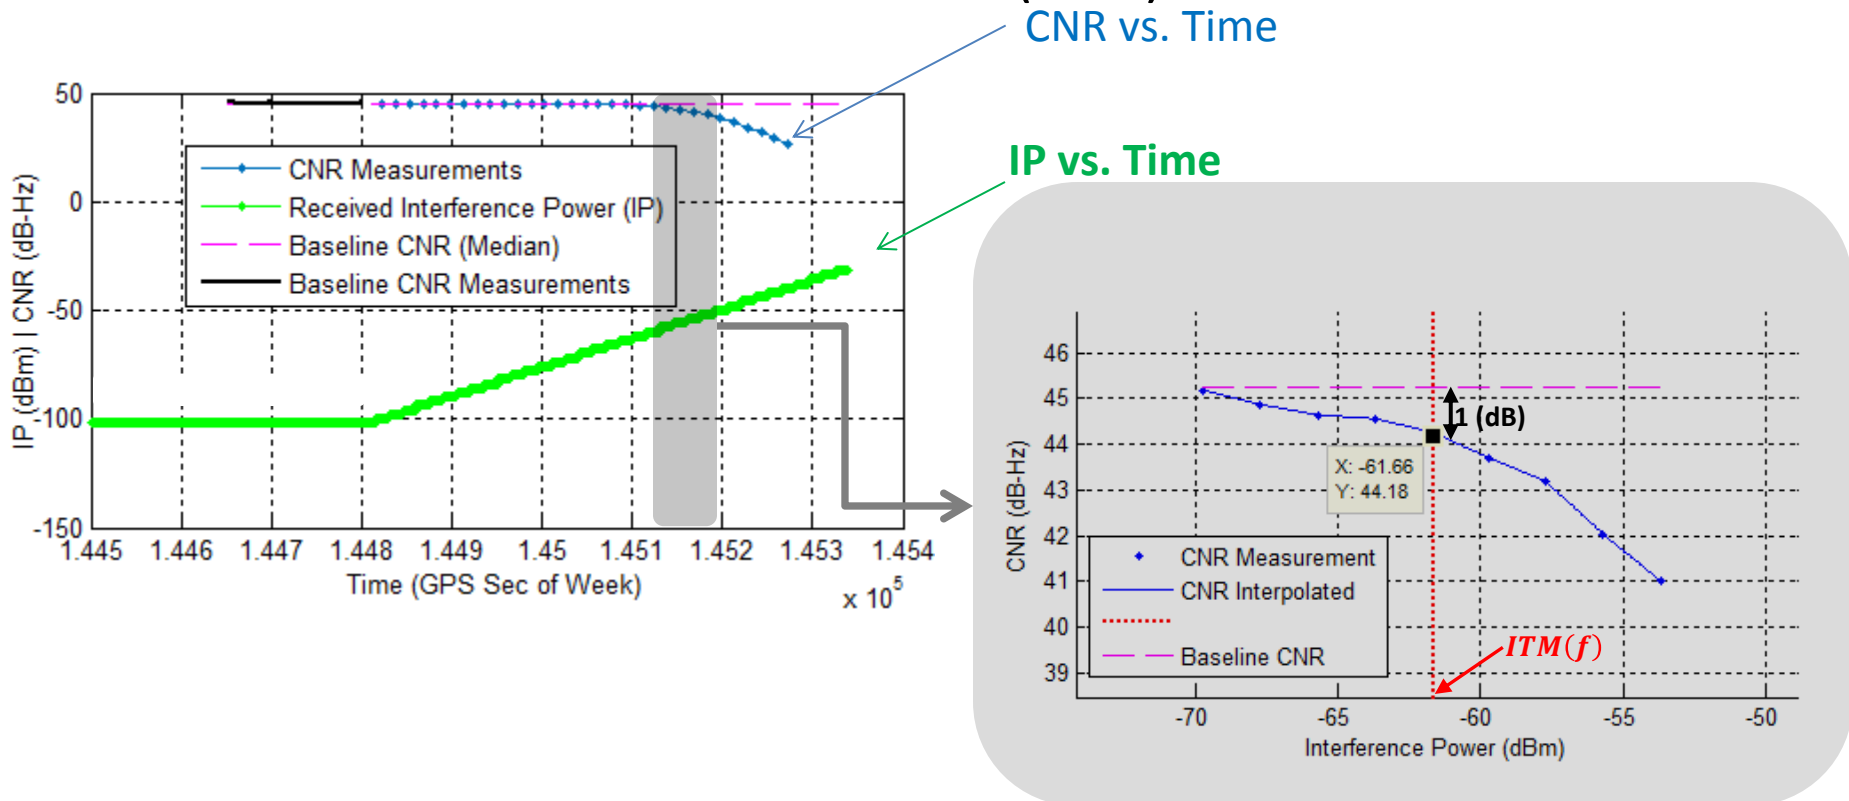 CNR vs. Time
IP vs. Time
IP (dBm) | CNR (dB-Hz)
50
0
-50
-100
-150
CNR Measurements
Received Interference Power (IP)
Baseline CNR (Median)
Baseline CNR Measurements
1.445 1.446 1.447 1.448 1.449 1.45 1.451 1.452 1.453 1.454
Time (GPS Sec of Week)
x 10^5
CNR (dB-Hz)
46
45
44
43
42
41
40
39
1 (dB)
X: -61.66
Y: 44.18
CNR Measurement
CNR Interpolated
Baseline CNR
ITM(f)
-70 -65 -60 -55 -50
Interference Power (dBm)